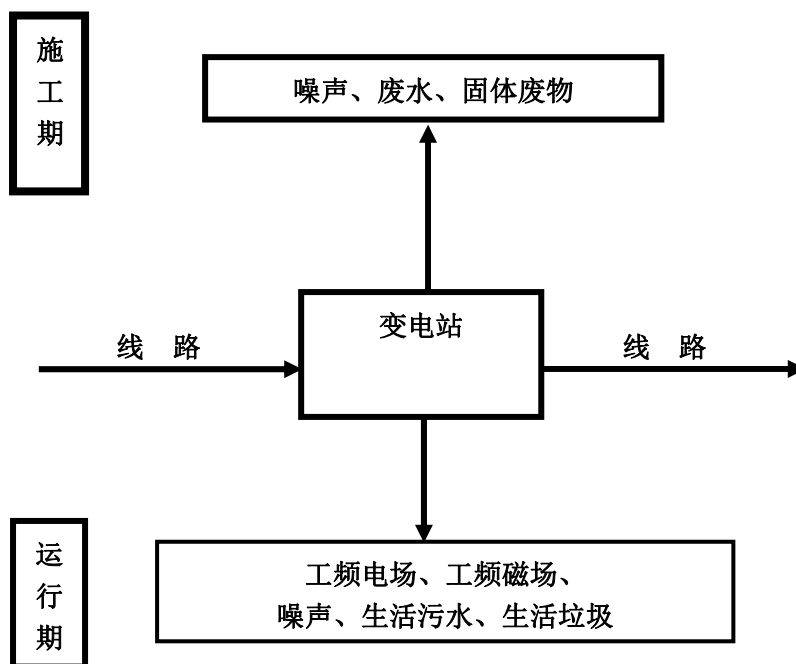 施工期
噪声、废水、固体废物
变电站
线 路
线 路
运行期
工频电场、工频磁场、
噪声、生活污水、生活垃圾